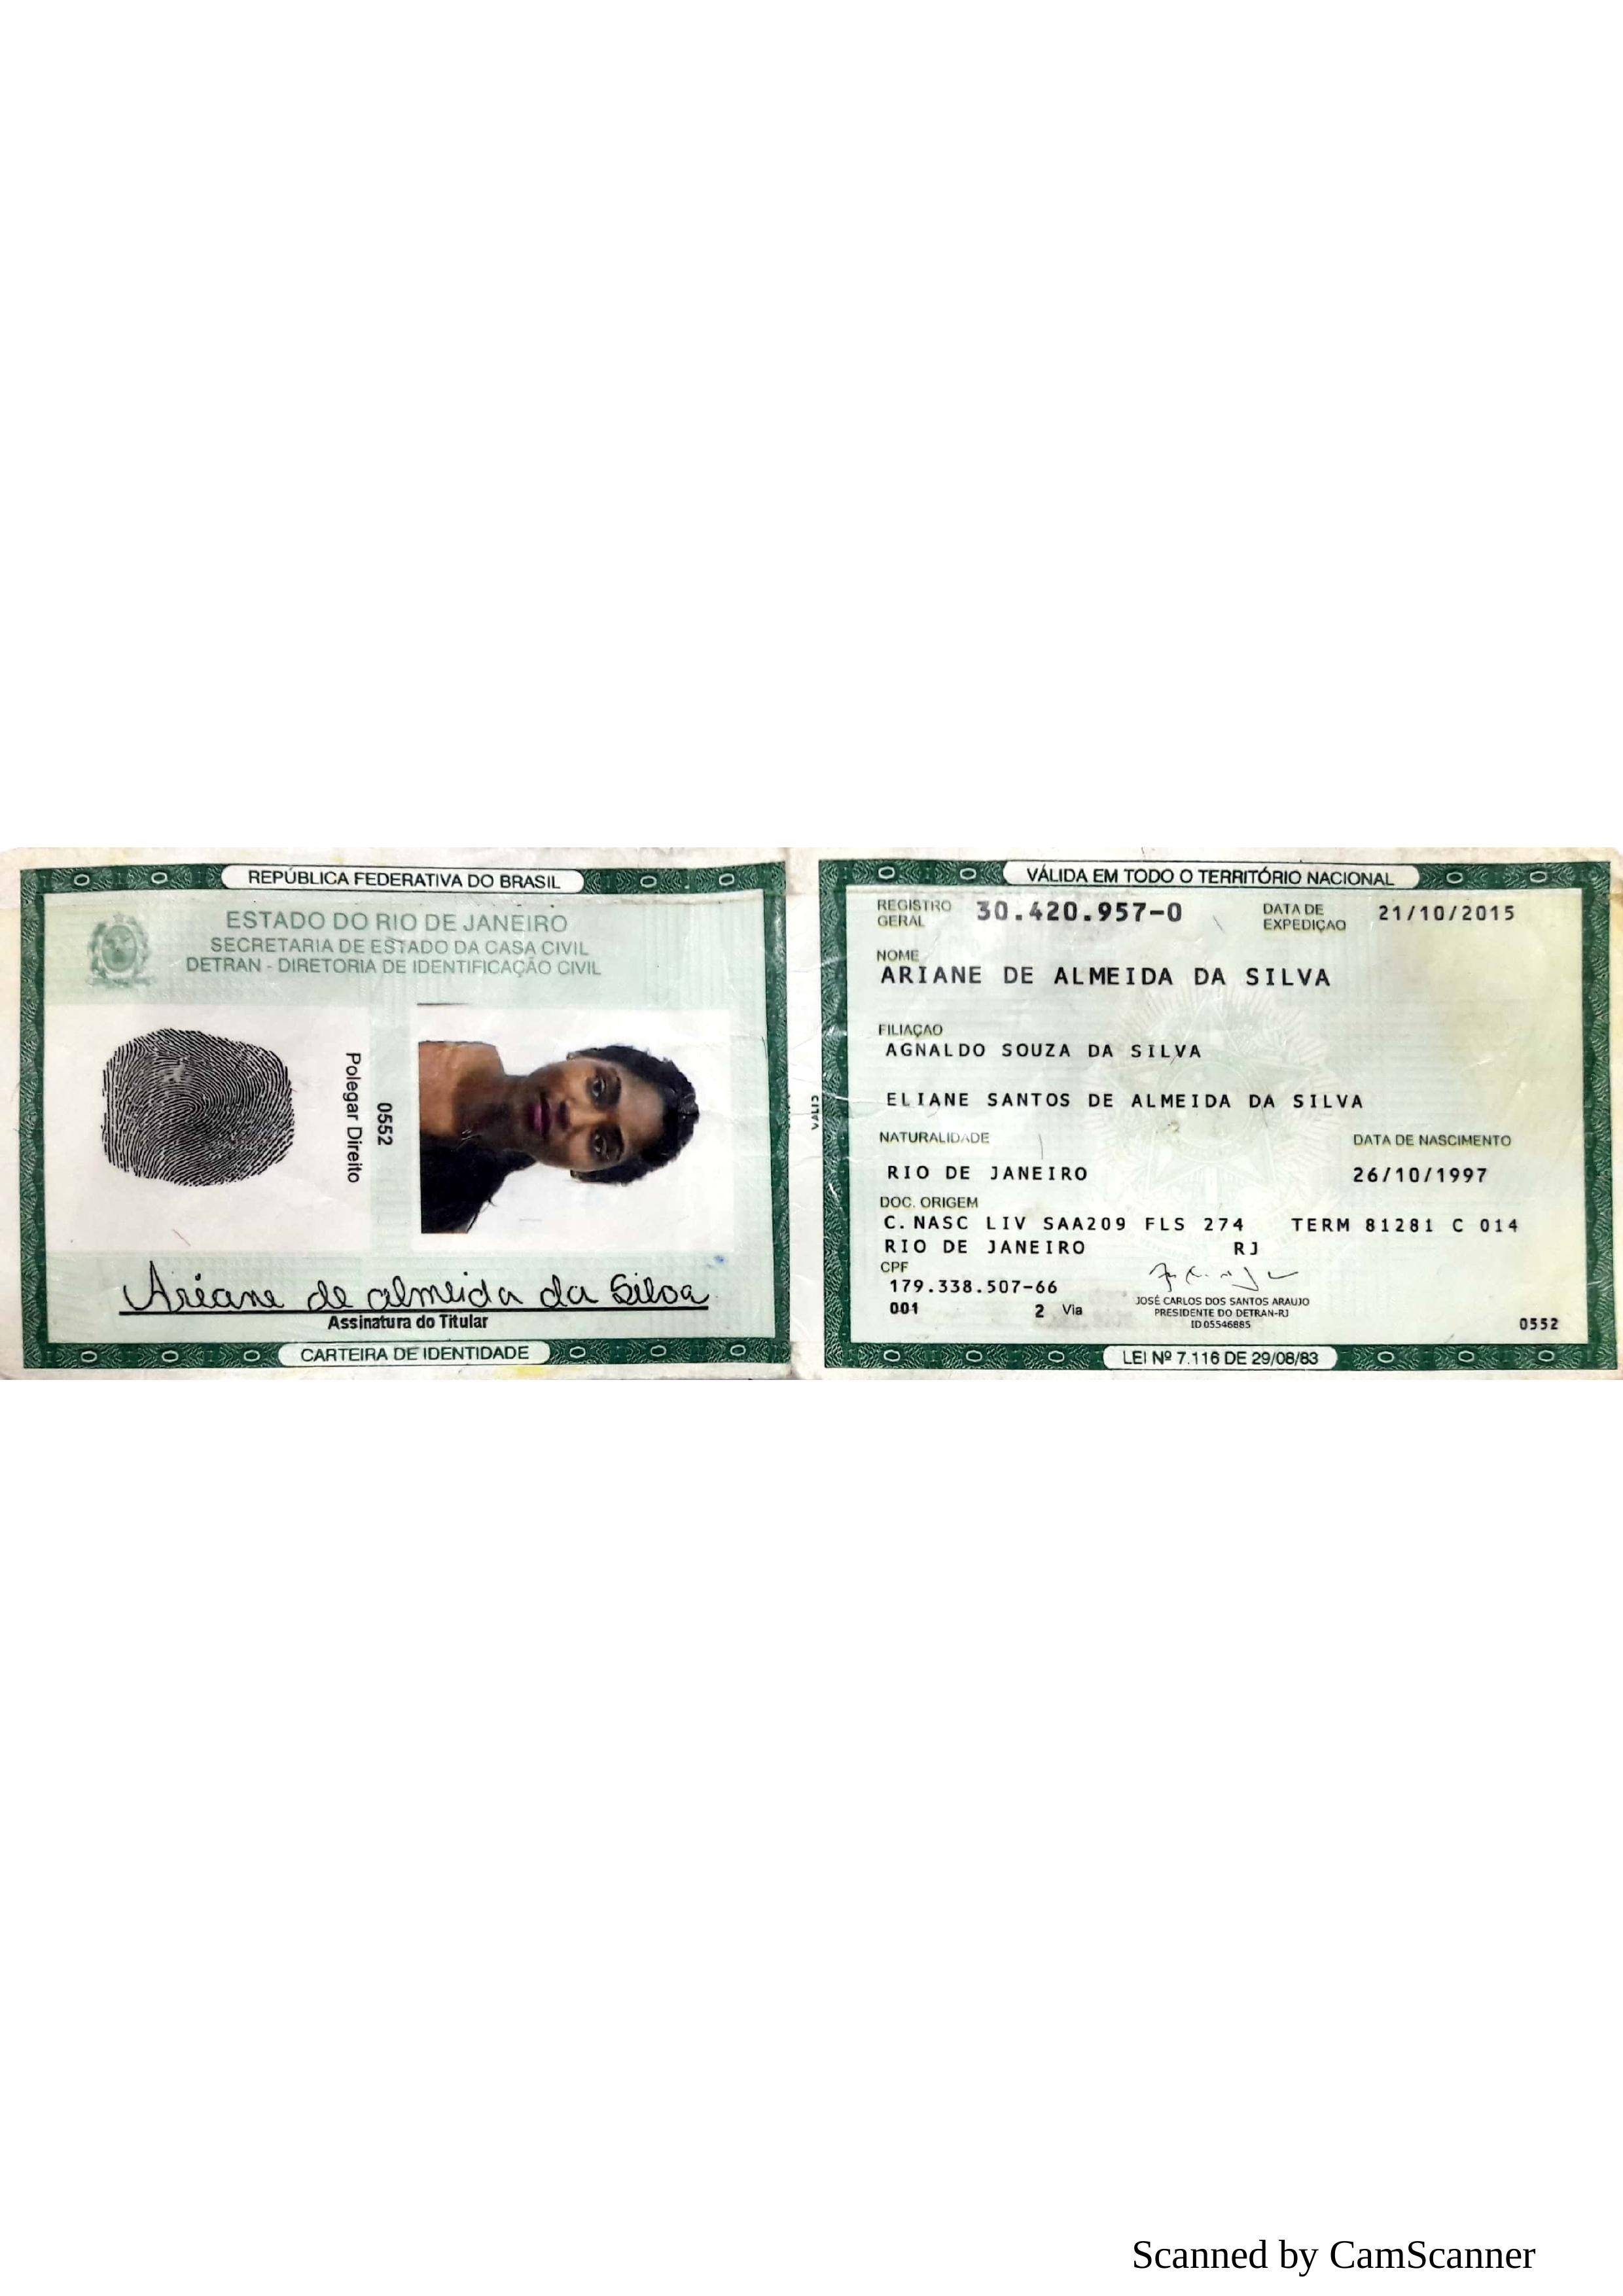 REPÚBLICA FEDERATIVA DO BRASIL
ESTADO DO RIO DE JANEIRO
SECRETARIA DE ESTADO DA CASA CIVIL
DETRAN - DIRETORIA DE IDENTIFICAÇÃO CIVIL
Polegar Direito
0552
Ariane de almeida da Silva
Assinatura do Titular
CARTEIRA DE IDENTIDADE
VÁLIDA EM TODO O TERRITÓRIO NACIONAL
REGISTRO GERAL 30.420.957-0 DATA DE EXPEDIÇAO 21/10/2015
NOME
ARIANE DE ALMEIDA DA SILVA
FILIAÇAO
AGNALDO SOUZA DA SILVA
ELIANE SANTOS DE ALMEIDA DA SILVA
NATURALIDADE DATA DE NASCIMENTO
RIO DE JANEIRO 26/10/1997
DOC. ORIGEM
C. NASC LIV SAA209 FLS 274 TERM 81281 C 014
RIO DE JANEIRO RJ
CPF
179.338.507-66
001 2 Via
JOSÉ CARLOS DOS SANTOS ARAUJO
PRESIDENTE DO DETRAN-RJ
ID 05546885
0552
LEI Nº 7.116 DE 29/08/83
Scanned by CamScanner